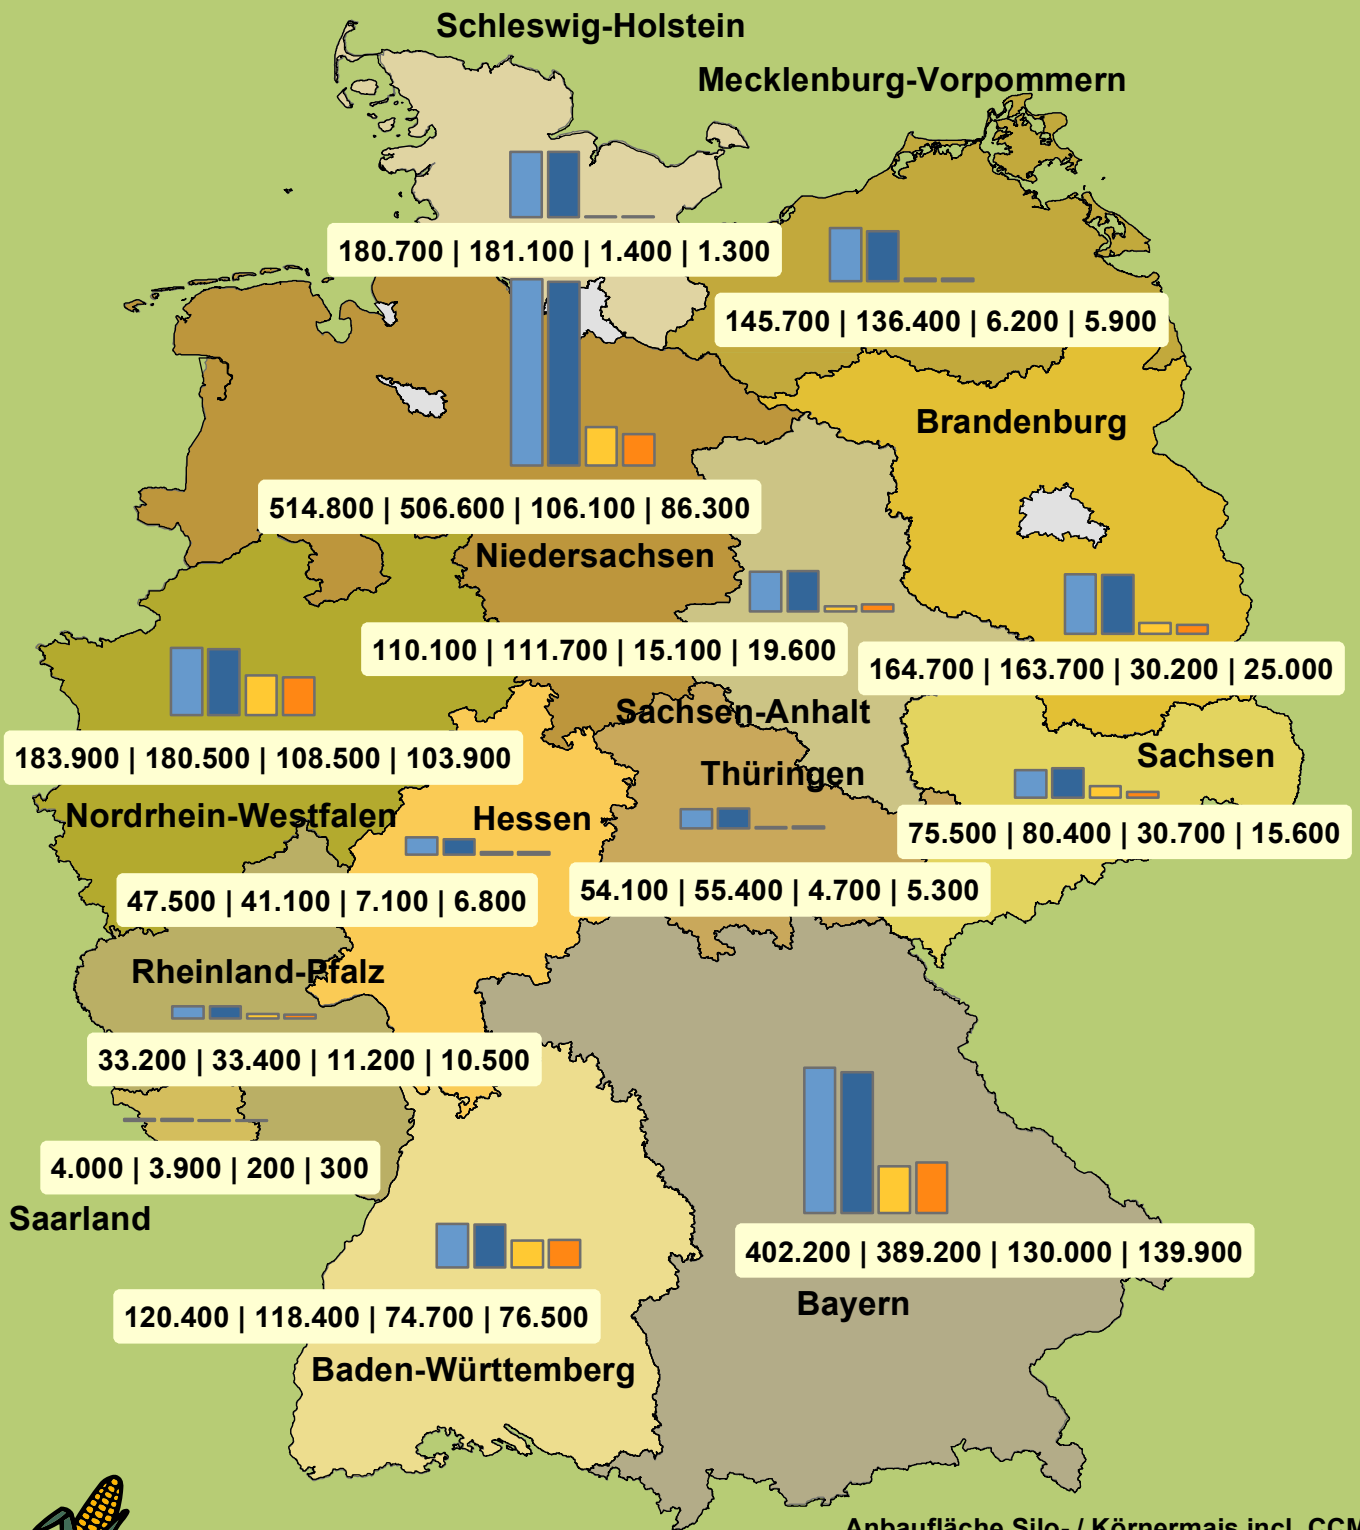 Schleswig-Holstein
Mecklenburg-Vorpommern
180.700 | 181.100 | 1.400 | 1.300
145.700 | 136.400 | 6.200 | 5.900
Brandenburg
514.800 | 506.600 | 106.100 | 86.300
Niedersachsen
110.100 | 111.700 | 15.100 | 19.600
164.700 | 163.700 | 30.200 | 25.000
Sachsen-Anhalt
183.900 | 180.500 | 108.500 | 103.900
Sachsen
Thüringen
Nordrhein-Westfalen
Hessen
75.500 | 80.400 | 30.700 | 15.600
47.500 | 41.100 | 7.100 | 6.800
54.100 | 55.400 | 4.700 | 5.300
Rheinland-Pfalz
33.200 | 33.400 | 11.200 | 10.500
4.000 | 3.900 | 200 | 300
Saarland
402.200 | 389.200 | 130.000 | 139.900
Bayern
120.400 | 118.400 | 74.700 | 76.500
Baden-Württemberg
Anbaufläche Silo- / Körnermais incl. CCM